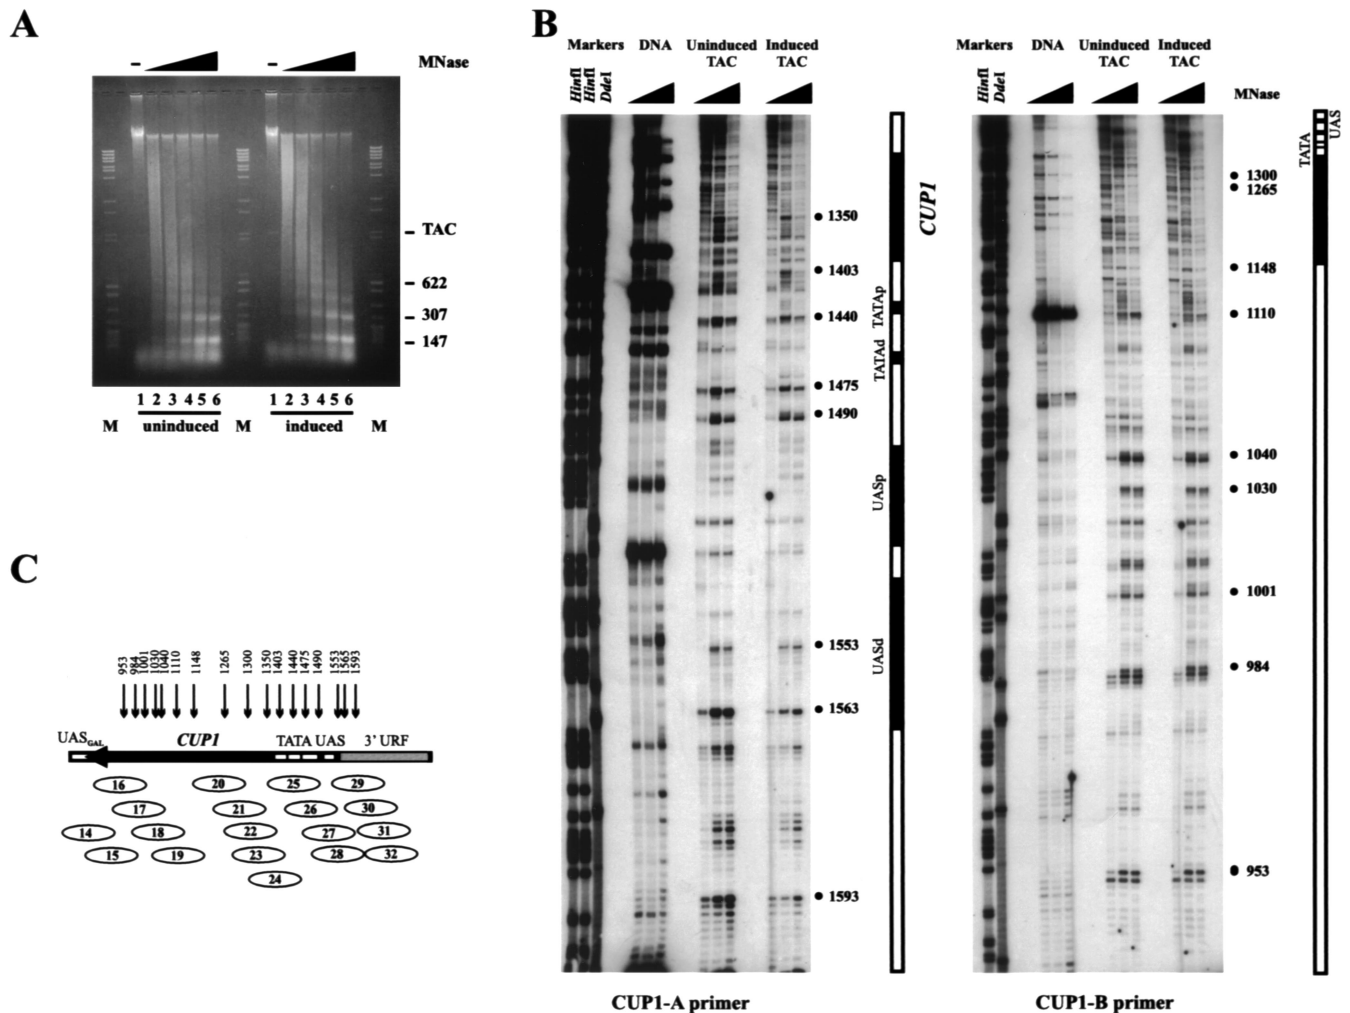 A
MNase
TAC
622
307
147
1 2 3 4 5 6
1 2 3 4 5 6
M uninduced M induced M
B
Markers DNA Uninduced TAC Induced TAC
HinfI HinfI DdeI
1350
1403
1440
1475
1490
1553
1563
1593
CUP1
TATAp
TATAd
UASp
UASd
CUP1-A primer
Markers DNA Uninduced TAC Induced TAC
HinfI DdeI
MNase
1300
1265
1148
1110
1040
1030
1001
984
953
TATA
UAS
CUP1-B primer
C
953 984 1001 1030 1040 1110 1148 1265 1300 1350 1403 1440 1475 1490 1553 1565 1593
UASGAL CUP1 TATA UAS 3' URF
16 20 25 29
17 21 26 30
14 18 22 27 31
15 19 23 28 32
24